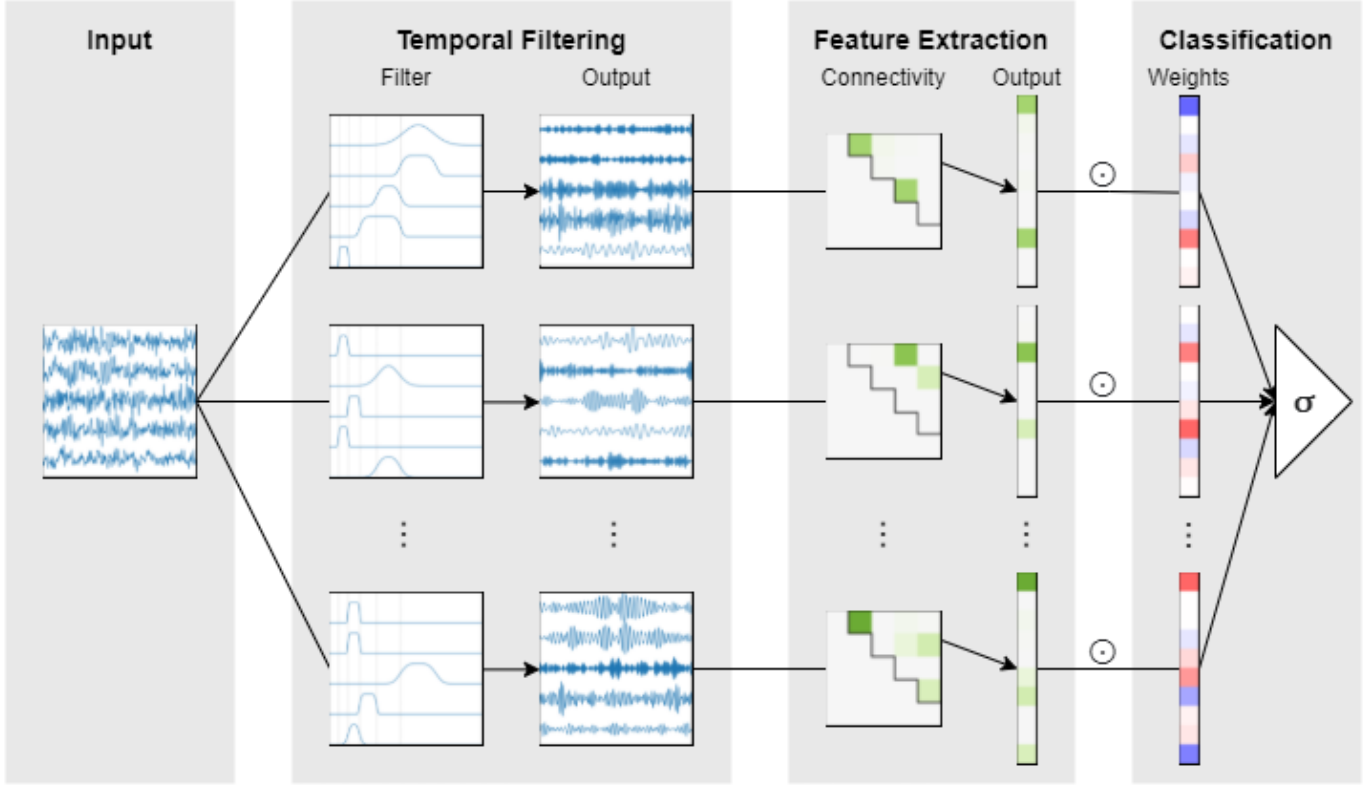 Input
Temporal Filtering
Feature Extraction
Classification
Filter
Output
Connectivity
Output
Weights
⊙
⊙
σ
⋮
⋮
⋮
⋮
⋮
⊙